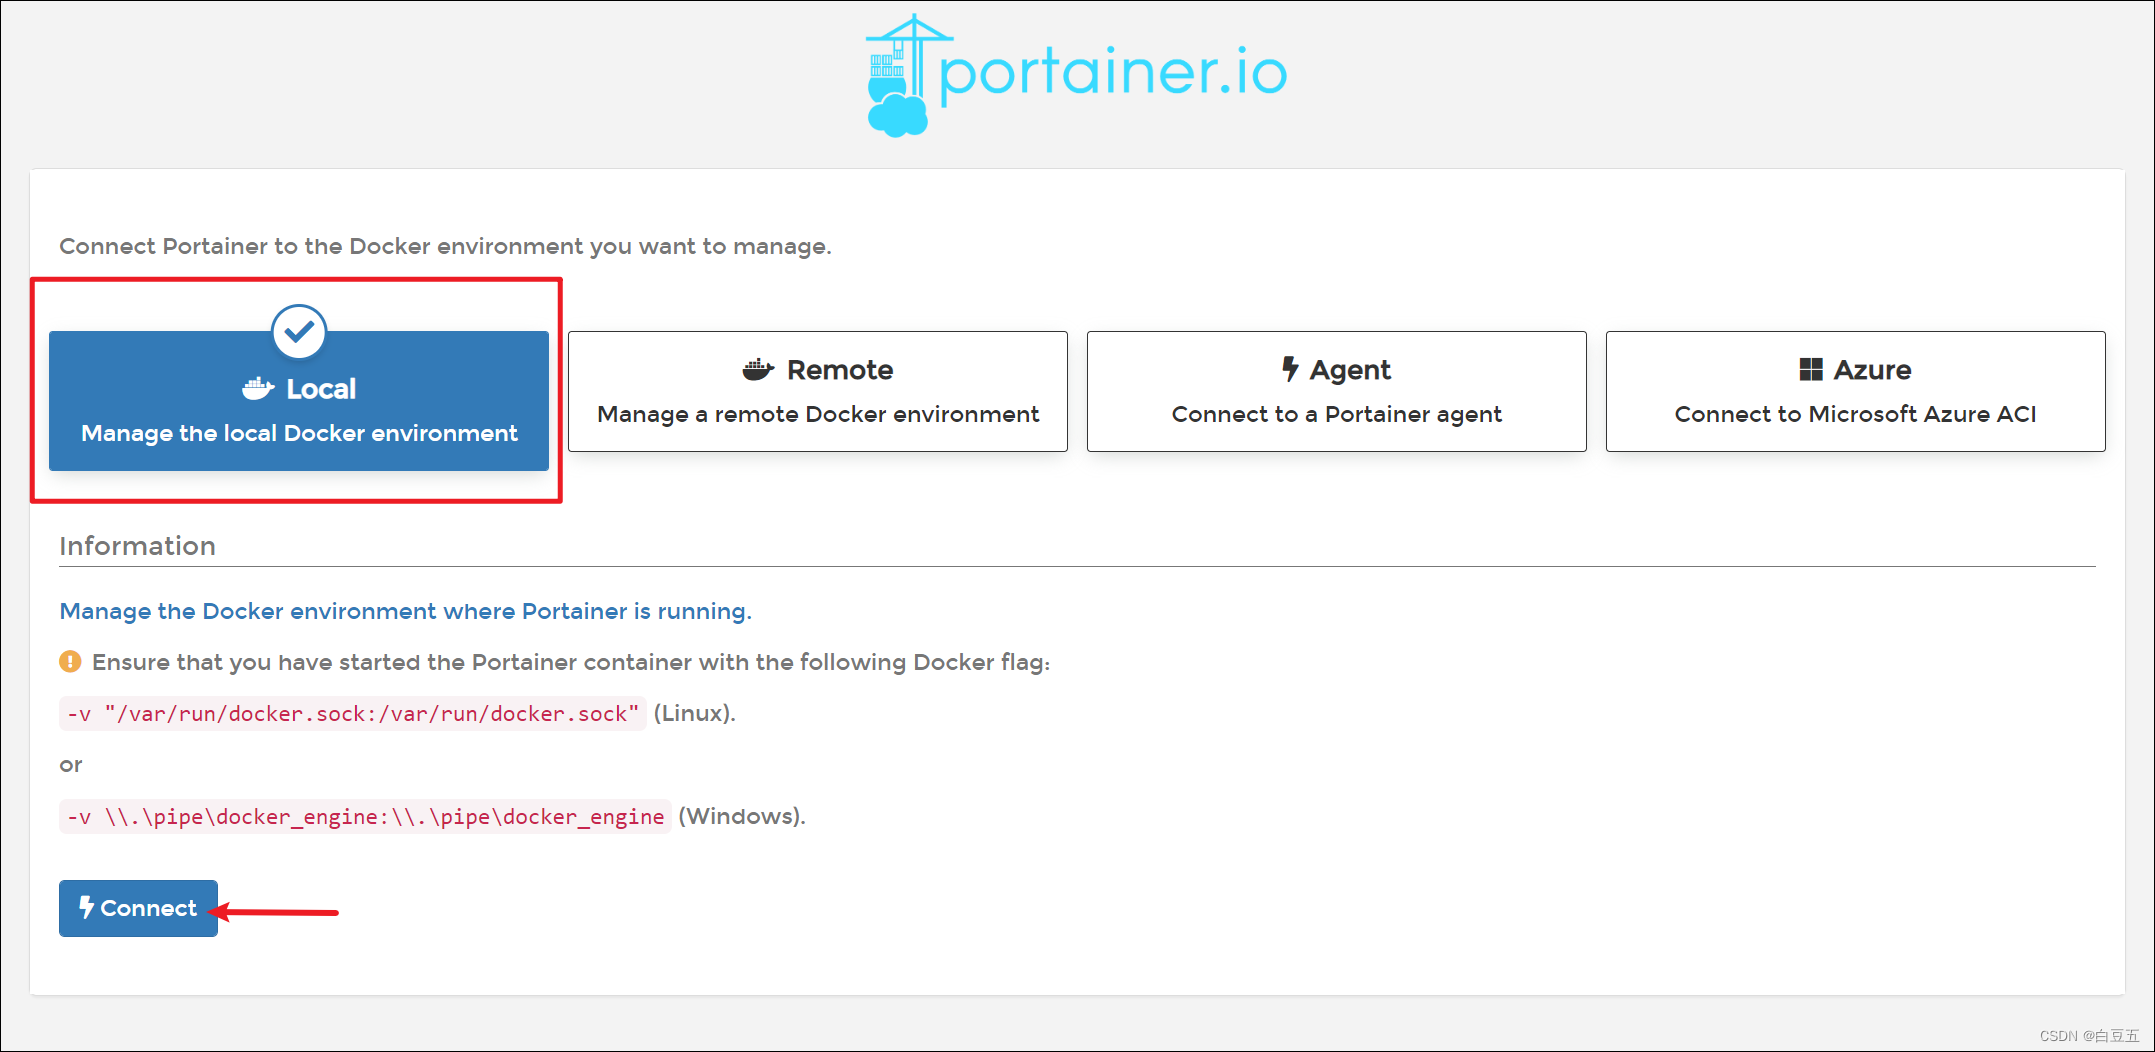 portainer.io
Connect Portainer to the Docker environment you want to manage.
Local
Manage the local Docker environment
Remote
Manage a remote Docker environment
Agent
Connect to a Portainer agent
Azure
Connect to Microsoft Azure ACI
Information
Manage the Docker environment where Portainer is running.
Ensure that you have started the Portainer container with the following Docker flag:
-v "/var/run/docker.sock:/var/run/docker.sock" (Linux).
or
-v \\.\pipe\docker_engine:\\.\pipe\docker_engine (Windows).
Connect
CSDN @白豆五